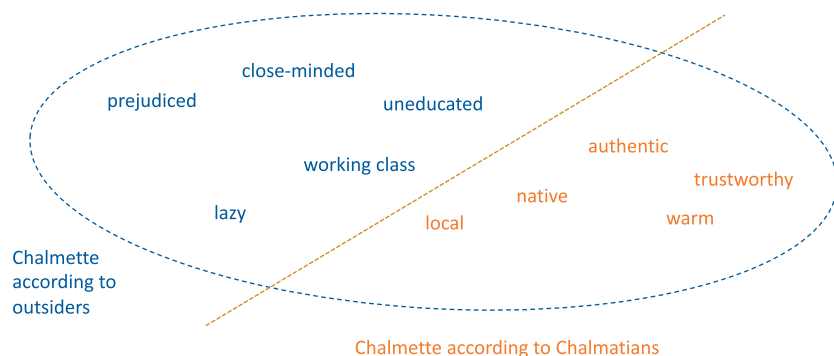 close-minded
prejudiced
uneducated
authentic
working class
trustworthy
native
lazy
local
warm
Chalmette
according to
outsiders
Chalmette according to Chalmatians